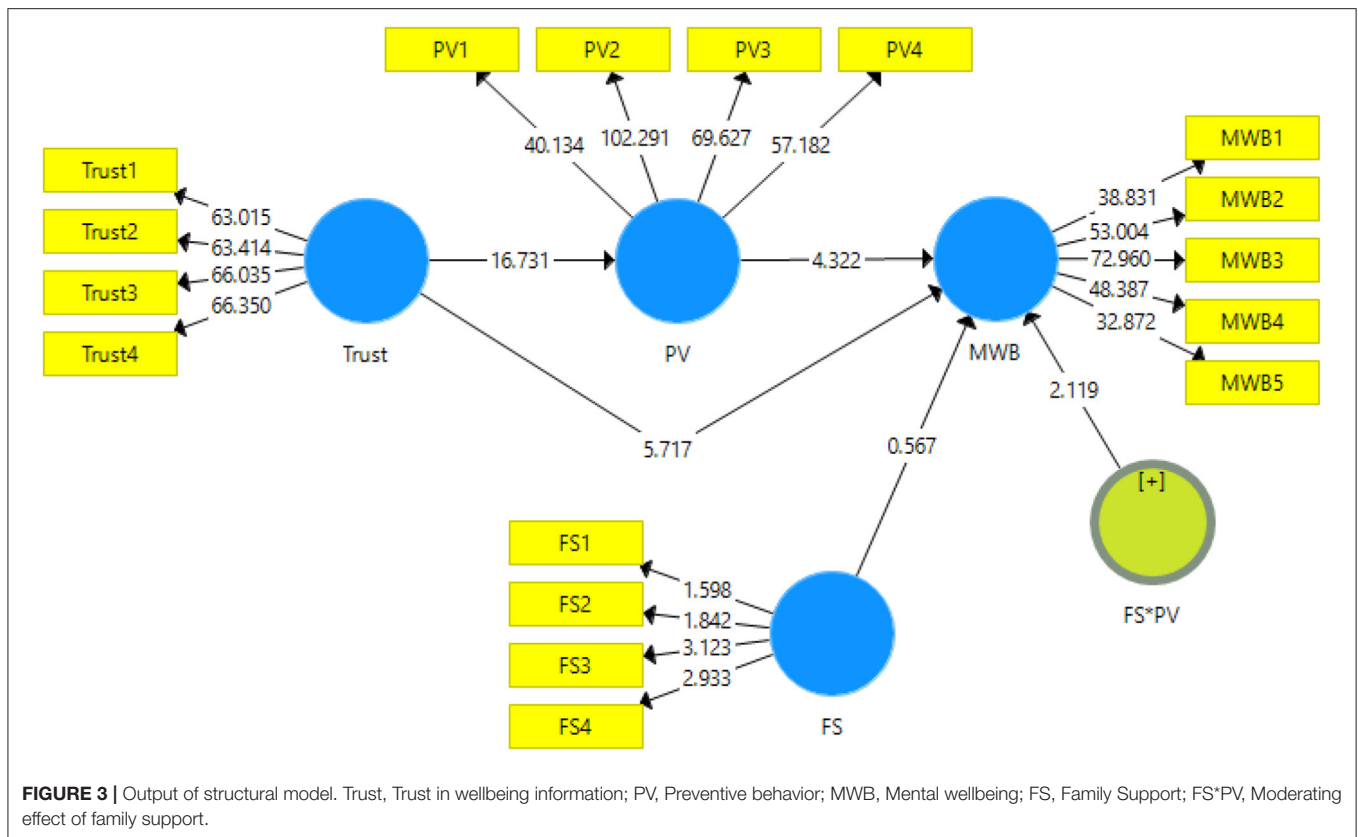 PV1
PV2
PV3
PV4
40.134
102.291
69.627
57.182
Trust1
Trust2
Trust3
Trust4
63.015
63.414
66.035
66.350
Trust
16.731
PV
4.322
MWB
38.831
53.004
72.960
48.387
32.872
MWB1
MWB2
MWB3
MWB4
MWB5
5.717
0.567
2.119
[+]
FS*PV
FS1
FS2
FS3
FS4
1.598
1.842
3.123
2.933
FS
FIGURE 3 | Output of structural model. Trust, Trust in wellbeing information; PV, Preventive behavior; MWB, Mental wellbeing; FS, Family Support; FS*PV, Moderating
effect of family support.